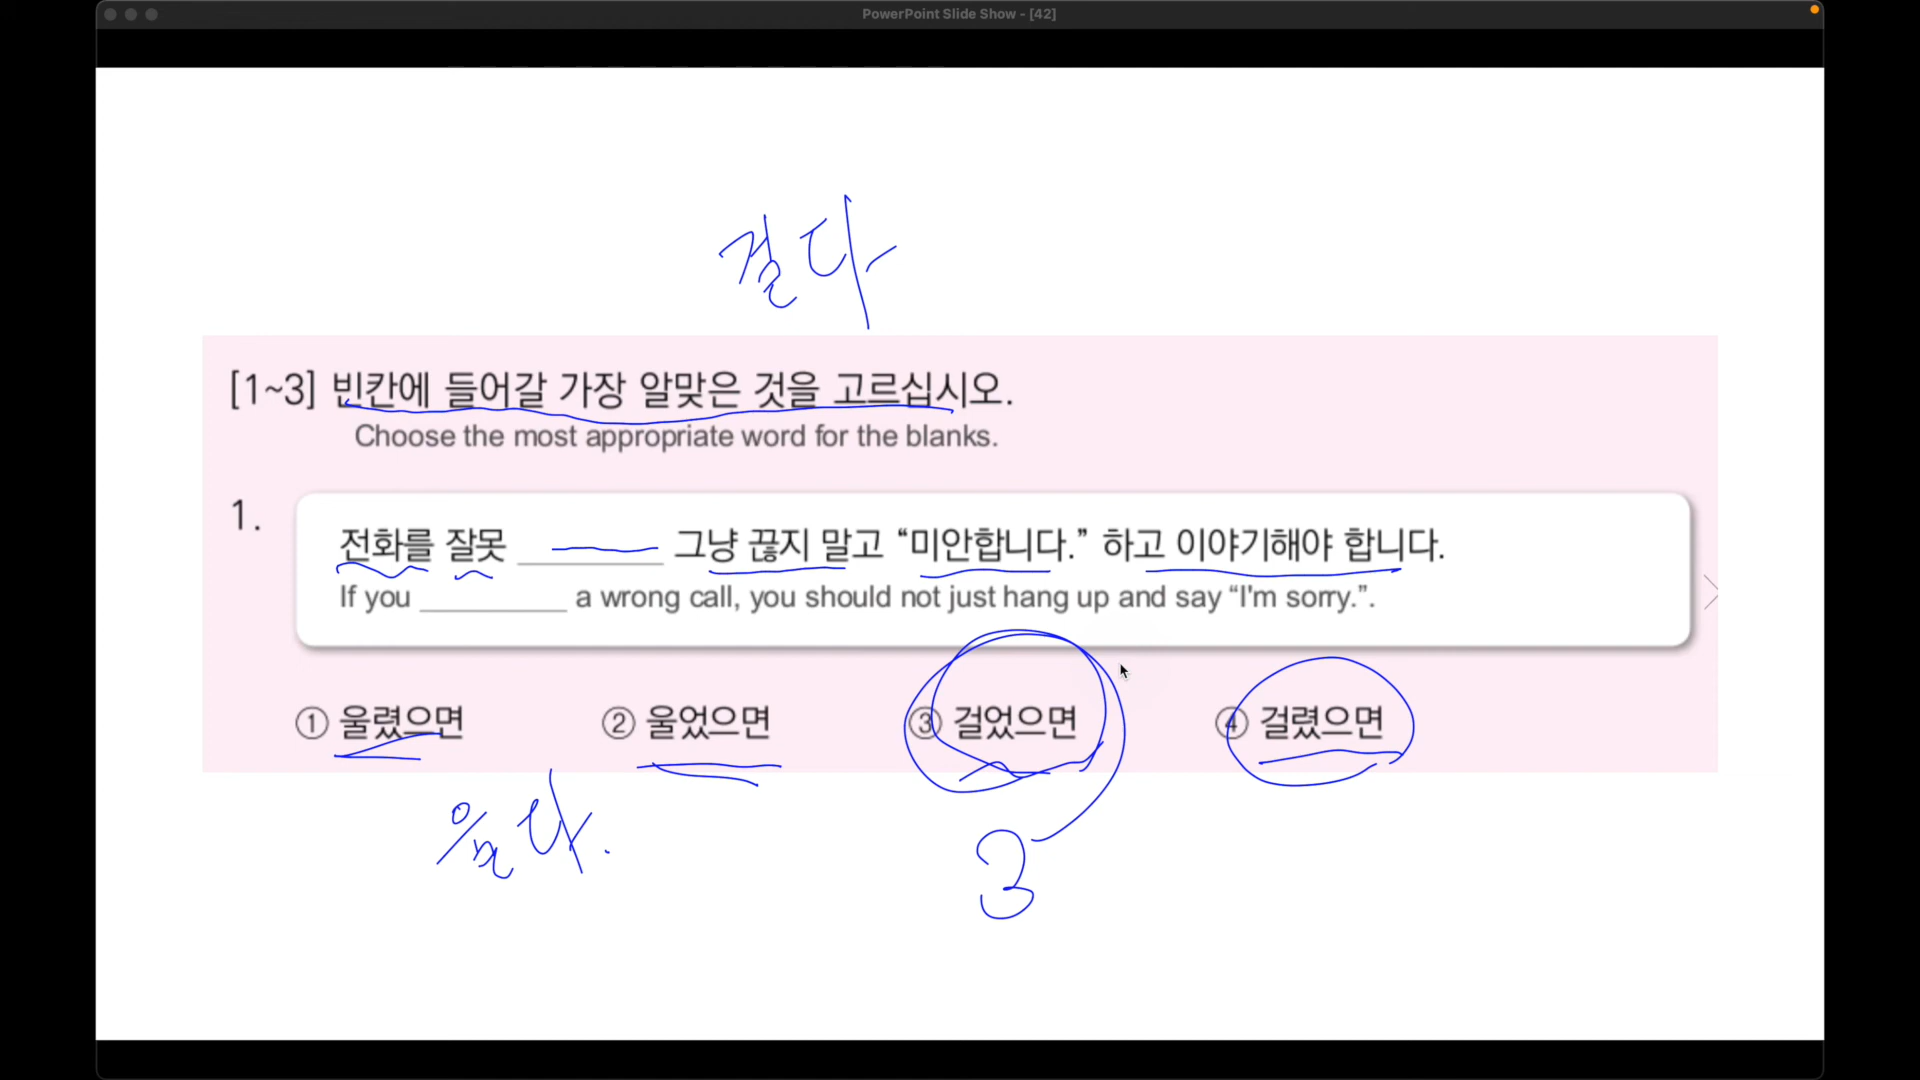 PowerPoint Slide Show - [42]
걸다
[1~3] 빈칸에 들어갈 가장 알맞은 것을 고르십시오.
Choose the most appropriate word for the blanks.
1.
전화를 잘못 ________ 그냥 끊지 말고 “미안합니다.” 하고 이야기해야 합니다.
If you ________ a wrong call, you should not just hang up and say “I'm sorry.”.
① 울렸으면 ② 울었으면 ③ 걸었으면 ④ 걸렸으면
울다.
3